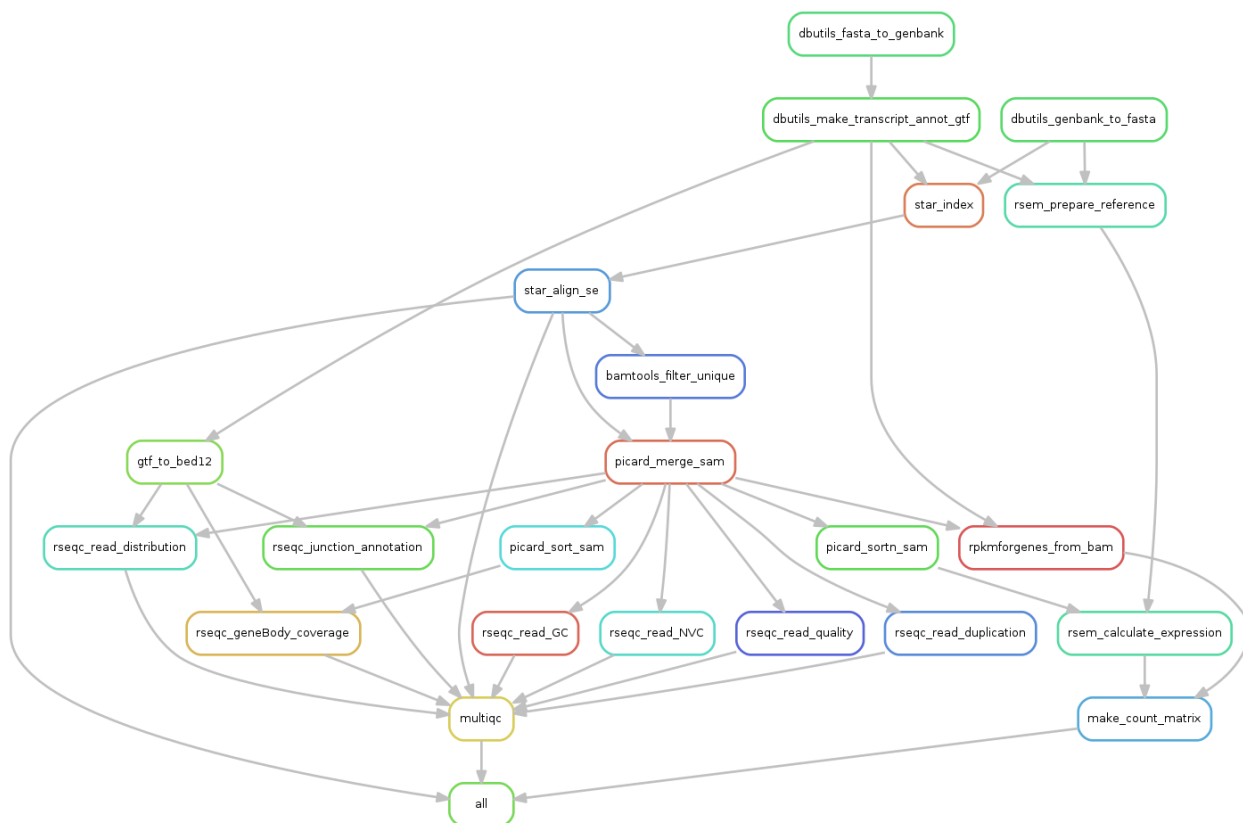 dbutils_fasta_to_genbank
dbutils_make_transcript_annot_gtf
dbutils_genbank_to_fasta
star_index
rsem_prepare_reference
star_align_se
bamtools_filter_unique
gtf_to_bed12
picard_merge_sam
rseqc_read_distribution
rseqc_junction_annotation
picard_sort_sam
picard_sortn_sam
rpkmforgenes_from_bam
rseqc_geneBody_coverage
rseqc_read_GC
rseqc_read_NVC
rseqc_read_quality
rseqc_read_duplication
rsem_calculate_expression
multiqc
make_count_matrix
all